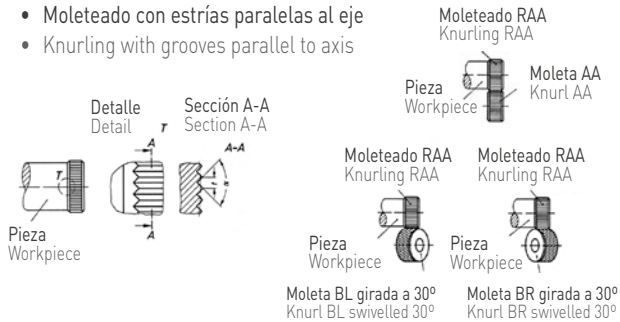 • Moleteado con estrías paralelas al eje
• Knurling with grooves parallel to axis
Moleteado RAA
Knurling RAA
Pieza
Workpiece
Moleta AA
Knurl AA
Detalle
Detail
T
Sección A-A
Section A-A
A
A-A
T
t
α
A
Pieza
Workpiece
Moleteado RAA
Knurling RAA
Pieza
Workpiece
Moleta BL girada a 30º
Knurl BL swivelled 30º
Moleteado RAA
Knurling RAA
Pieza
Workpiece
Moleta BR girada a 30º
Knurl BR swivelled 30º